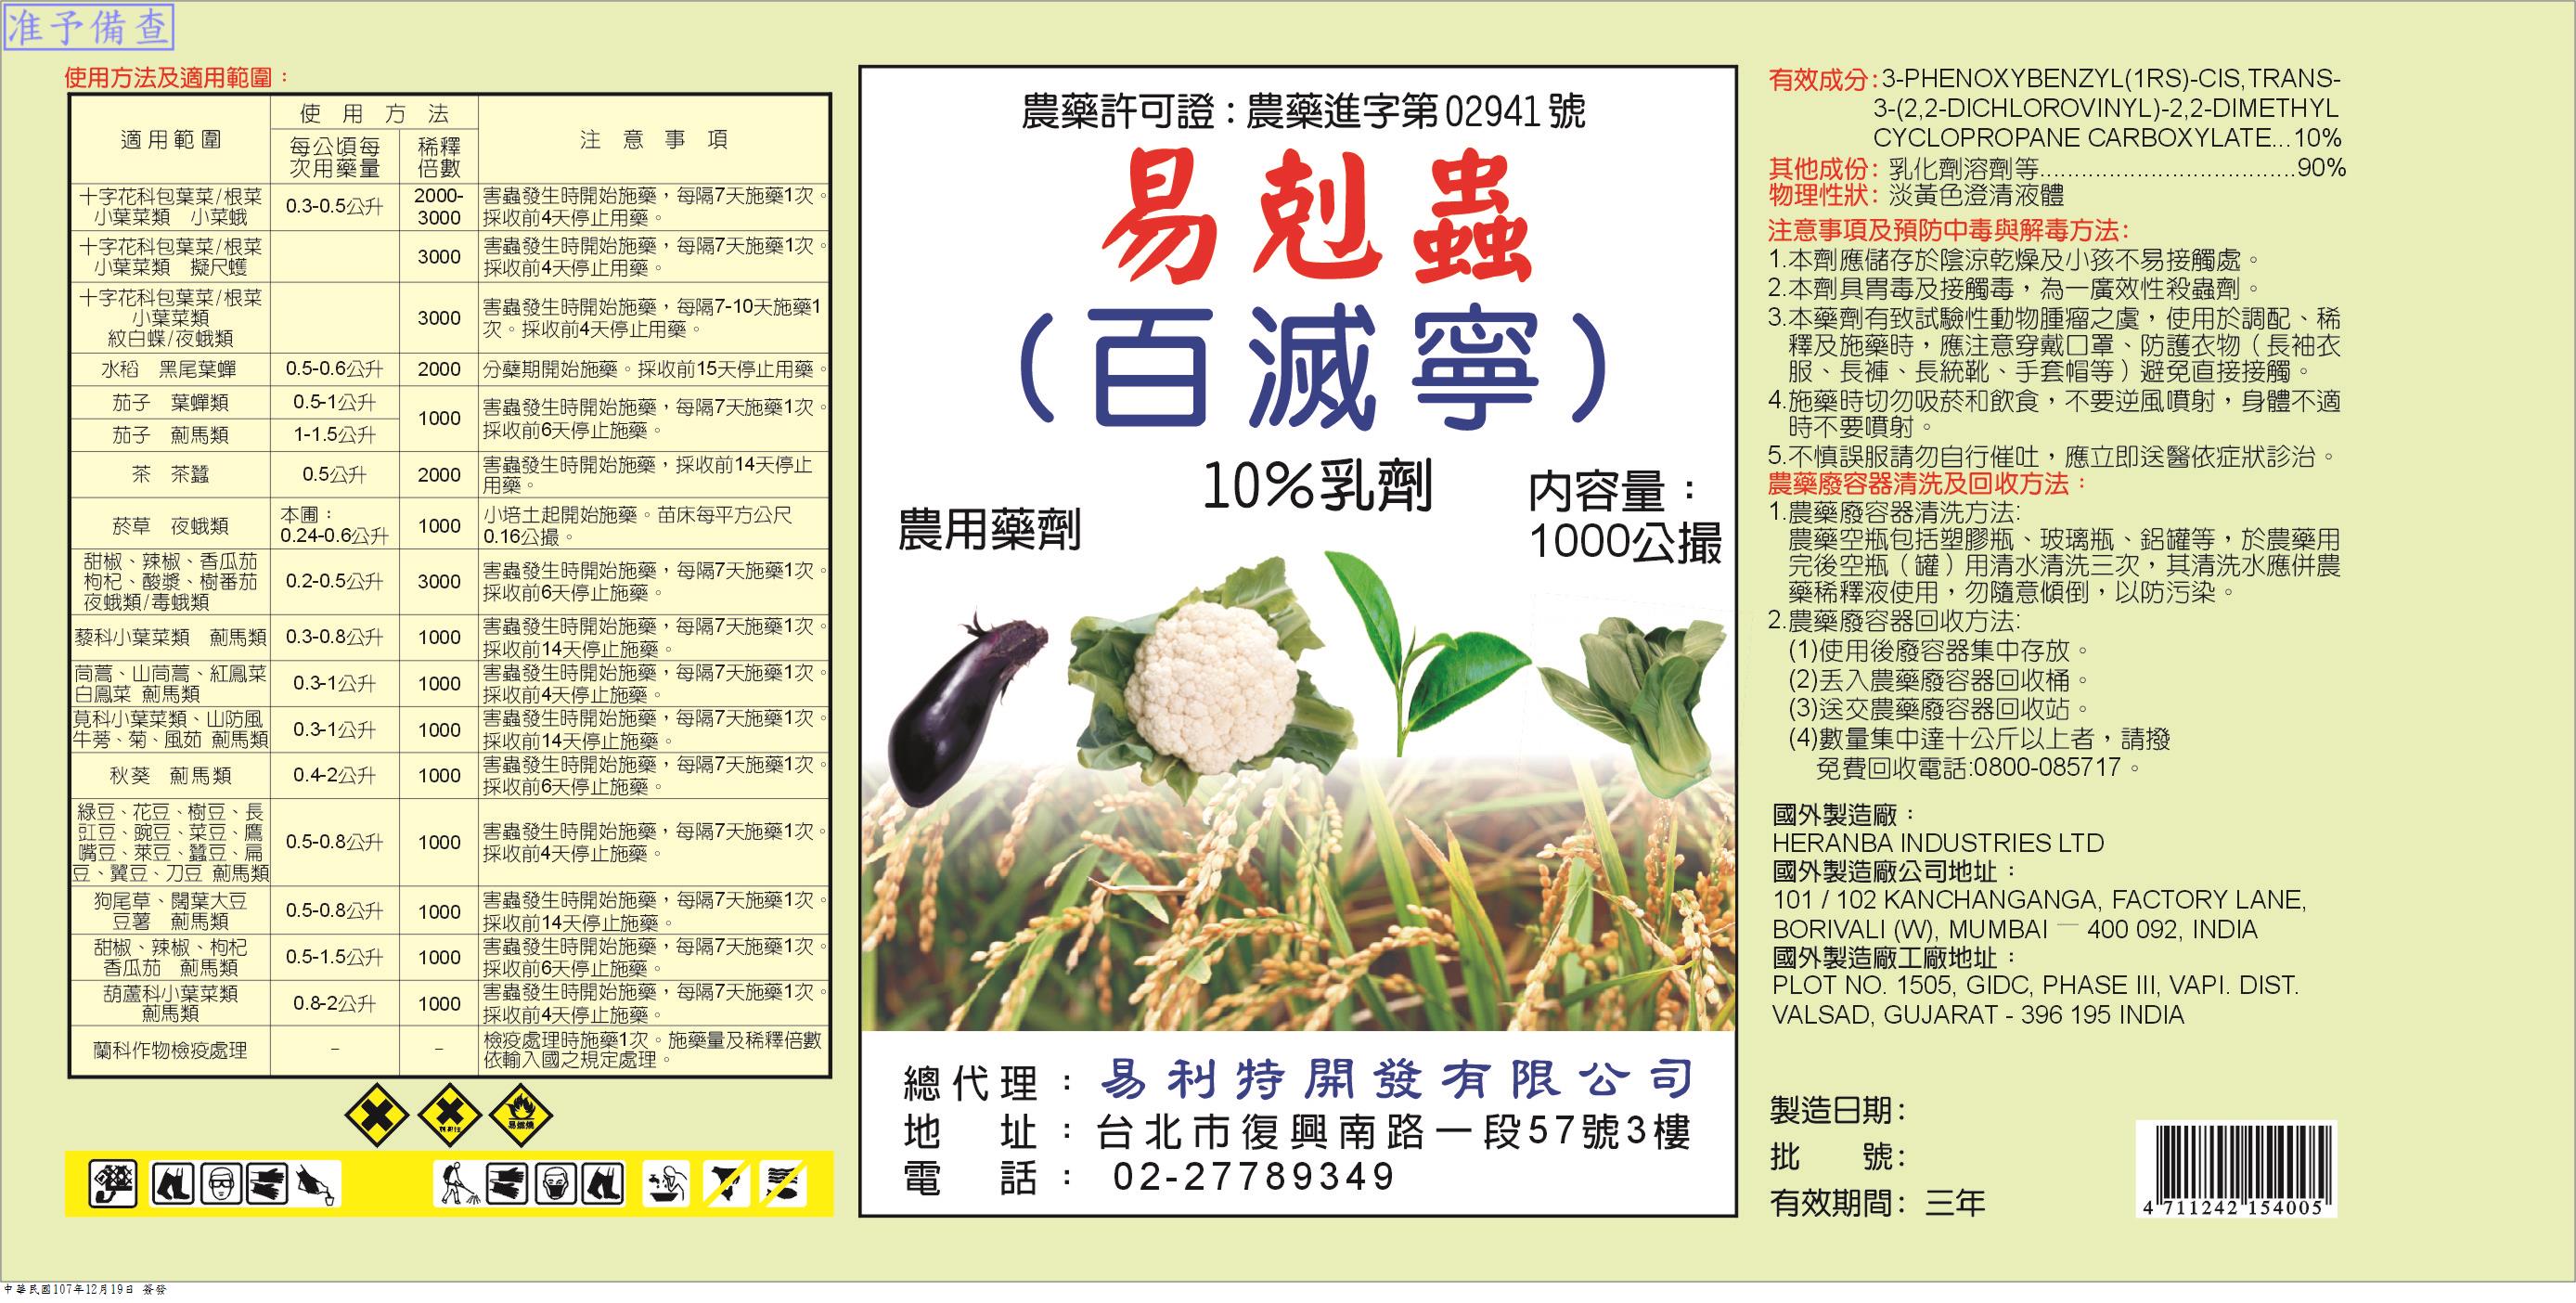 准予備查
使用方法及適用範圍：
適用範圍
使 用 方 法
每公頃每
次用藥量
稀釋
倍數
注 意 事 項
十字花科包葉菜/根菜
小葉菜類 小菜蛾
0.3-0.5公升
2000-
3000
害蟲發生時開始施藥，每隔7天施藥1次。
採收前4天停止用藥。
十字花科包葉菜/根菜
小葉菜類 擬尺蠖
3000
害蟲發生時開始施藥，每隔7天施藥1次。
採收前4天停止用藥。
十字花科包葉菜/根菜
小葉菜類
紋白蝶/夜蛾類
3000
害蟲發生時開始施藥，每隔7-10天施藥1
次。採收前4天停止用藥。
水稻 黑尾葉蟬
0.5-0.6公升
2000
分蘗期開始施藥。採收前15天停止用藥。
茄子 葉蟬類
0.5-1公升
茄子 薊馬類
1-1.5公升
1000
害蟲發生時開始施藥，每隔7天施藥1次。
採收前6天停止施藥。
茶 茶蠶
0.5公升
2000
害蟲發生時開始施藥，採收前14天停止
用藥。
菸草 夜蛾類
本圃：
0.24-0.6公升
1000
小培土起開始施藥。苗床每平方公尺
0.16公撮。
甜椒、辣椒、香瓜茄
枸杞、酸漿、樹番茄
夜蛾類/毒蛾類
0.2-0.5公升
3000
害蟲發生時開始施藥，每隔7天施藥1次。
採收前6天停止施藥。
藜科小葉菜類 薊馬類
0.3-0.8公升
1000
害蟲發生時開始施藥，每隔7天施藥1次。
採收前14天停止施藥。
茼蒿、山茼蒿、紅鳳菜
白鳳菜 薊馬類
0.3-1公升
1000
害蟲發生時開始施藥，每隔7天施藥1次。
採收前4天停止施藥。
莧科小葉菜類、山防風
牛蒡、菊、風茹 薊馬類
0.3-1公升
1000
害蟲發生時開始施藥，每隔7天施藥1次。
採收前14天停止施藥。
秋葵 薊馬類
0.4-2公升
1000
害蟲發生時開始施藥，每隔7天施藥1次。
採收前6天停止施藥。
綠豆、花豆、樹豆、長
豇豆、豌豆、菜豆、鷹
嘴豆、萊豆、蠶豆、扁
豆、翼豆、刀豆 薊馬類
0.5-0.8公升
1000
害蟲發生時開始施藥，每隔7天施藥1次。
採收前4天停止施藥。
狗尾草、闊葉大豆
豆薯 薊馬類
0.5-0.8公升
1000
害蟲發生時開始施藥，每隔7天施藥1次。
採收前14天停止施藥。
甜椒、辣椒、枸杞
香瓜茄 薊馬類
0.5-1.5公升
1000
害蟲發生時開始施藥，每隔7天施藥1次。
採收前6天停止施藥。
葫蘆科小葉菜類
薊馬類
0.8-2公升
1000
害蟲發生時開始施藥，每隔7天施藥1次。
採收前4天停止施藥。
蘭科作物檢疫處理
–
–
檢疫處理時施藥1次。施藥量及稀釋倍數
依輸入國之規定處理。
易燃燒
農藥許可證：農藥進字第02941號
易剋蟲
（百滅寧）
10%乳劑
農用藥劑
內容量：
1000公撮
總代理：易利特開發有限公司
地 址：台北市復興南路一段57號3樓
電 話： 02-27789349
有效成分：3-PHENOXYBENZYL(1RS)-CIS,TRANS-
3-(2,2-DICHLOROVINYL)-2,2-DIMETHYL
CYCLOPROPANE CARBOXYLATE...10%
其他成份：乳化劑溶劑等.....................................90%
物理性狀：淡黃色澄清液體
注意事項及預防中毒與解毒方法：
1.本劑應儲存於陰涼乾燥及小孩不易接觸處。
2.本劑具胃毒及接觸毒，為一廣效性殺蟲劑。
3.本藥劑有致試驗性動物腫瘤之虞，使用於調配、稀
釋及施藥時，應注意穿戴口罩、防護衣物（長袖衣
服、長褲、長統靴、手套帽等）避免直接接觸。
4.施藥時切勿吸菸和飲食，不要逆風噴射，身體不適
時不要噴射。
5.不慎誤服請勿自行催吐，應立即送醫依症狀診治。
農藥廢容器清洗及回收方法：
1.農藥廢容器清洗方法:
農藥空瓶包括塑膠瓶、玻璃瓶、鋁罐等，於農藥用
完後空瓶（罐）用清水清洗三次，其清洗水應併農
藥稀釋液使用，勿隨意傾倒，以防污染。
2.農藥廢容器回收方法:
(1)使用後廢容器集中存放。
(2)丟入農藥廢容器回收桶。
(3)送交農藥廢容器回收站。
(4)數量集中達十公斤以上者，請撥
免費回收電話:0800-085717。
國外製造廠：
HERANBA INDUSTRIES LTD
國外製造廠公司地址：
101 / 102 KANCHANGANGA, FACTORY LANE,
BORIVALI (W), MUMBAI — 400 092, INDIA
國外製造廠工廠地址：
PLOT NO. 1505, GIDC, PHASE III, VAPI. DIST.
VALSAD, GUJARAT - 396 195 INDIA
製造日期：
批 號：
有效期間：三年
4 711242 154005
中華民國107年12月19日 簽發